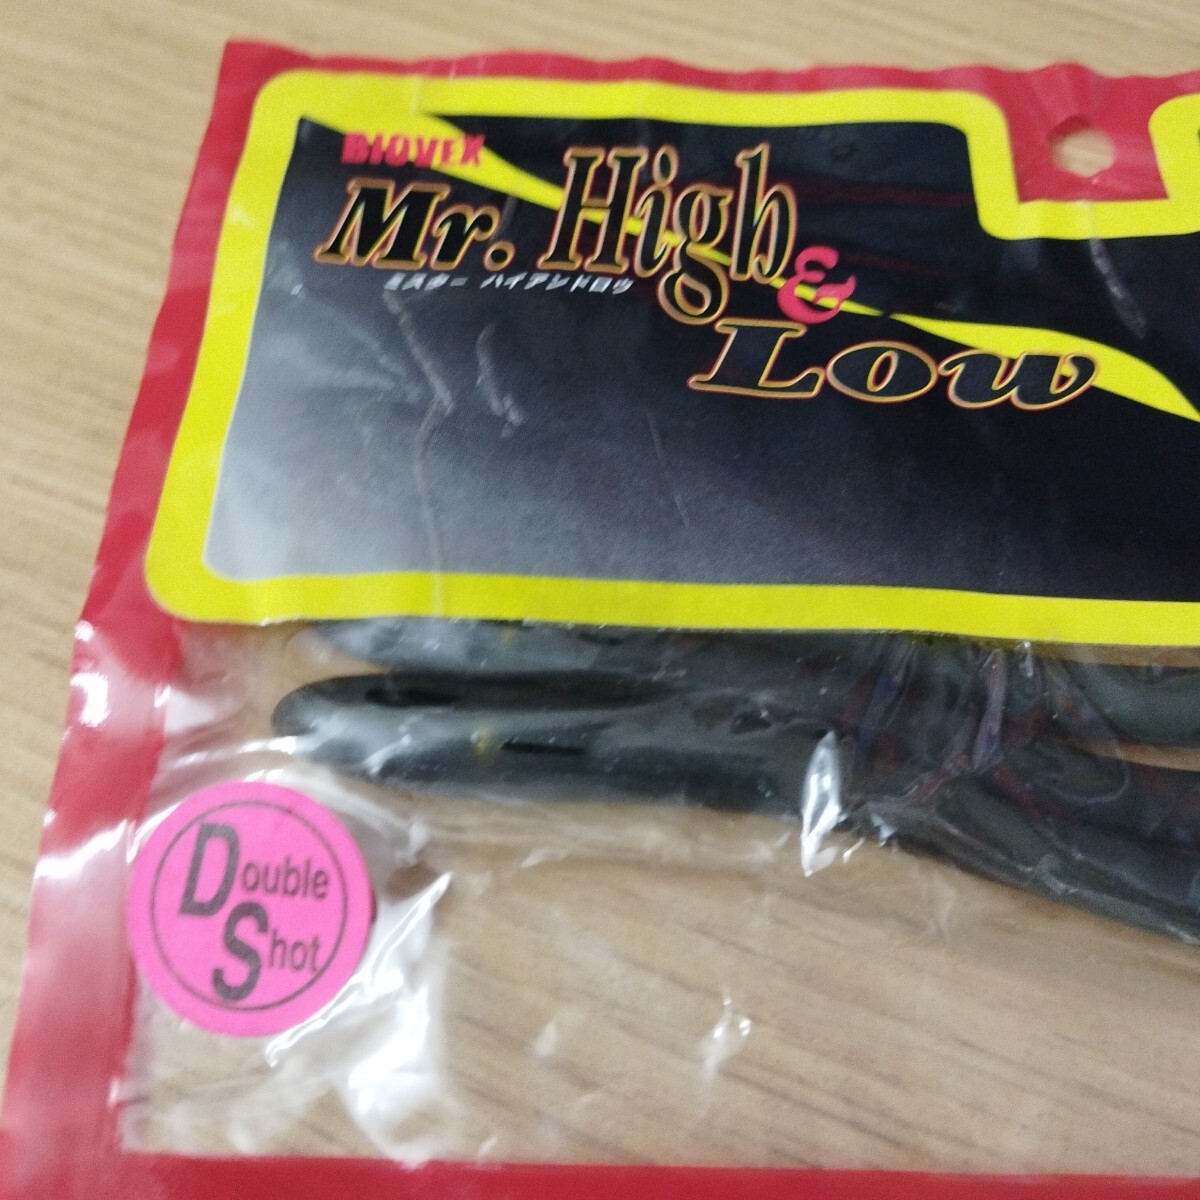 BIOVEX
Mr. High
ミスター ハイアンドロウ
&
Low
Double
Shot